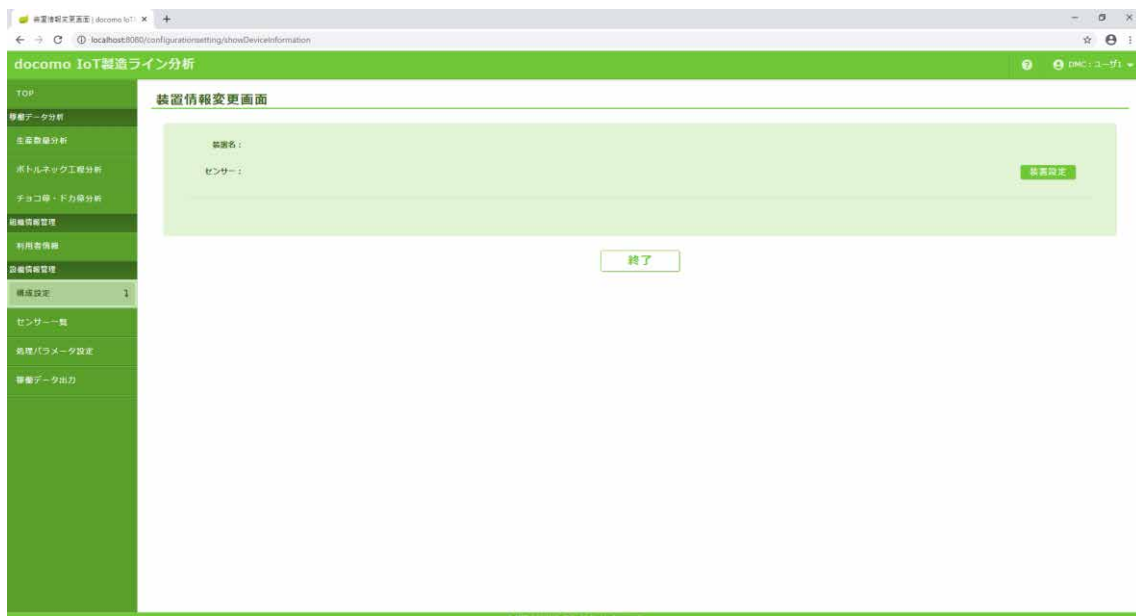 装置情報変更画面 | docomo IoT
localhost:8080/configurationsetting/showDeviceInformation
docomo IoT製造ライン分析
DMC:ユーザ1
TOP
装置情報変更画面
稼働データ分析
生産数量分析
装置名:
ボトルネック工程分析
センサー:
装置設定
チョコ停・ドカ停分析
組織情報管理
利用者情報
終了
設備情報管理
構成設定
センサー一覧
処理パラメータ設定
稼働データ出力